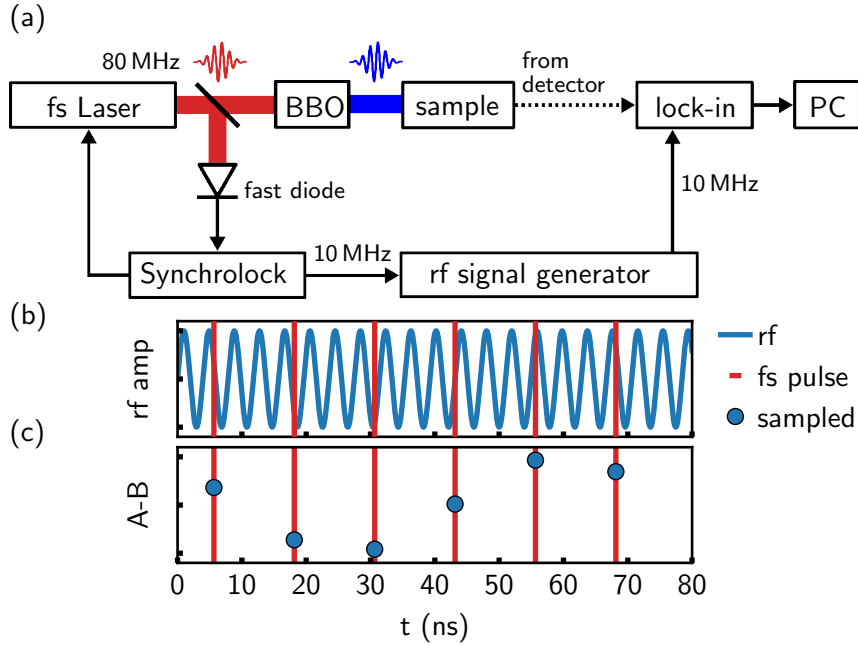 (a)
80 MHz
from
detector
fs Laser
BBO
sample
lock-in
PC
fast diode
10 MHz
Synchrolock
10 MHz
rf signal generator
(b)
rf amp
rf
fs pulse
sampled
(c)
A-B
0 10 20 30 40 50 60 70 80
t (ns)